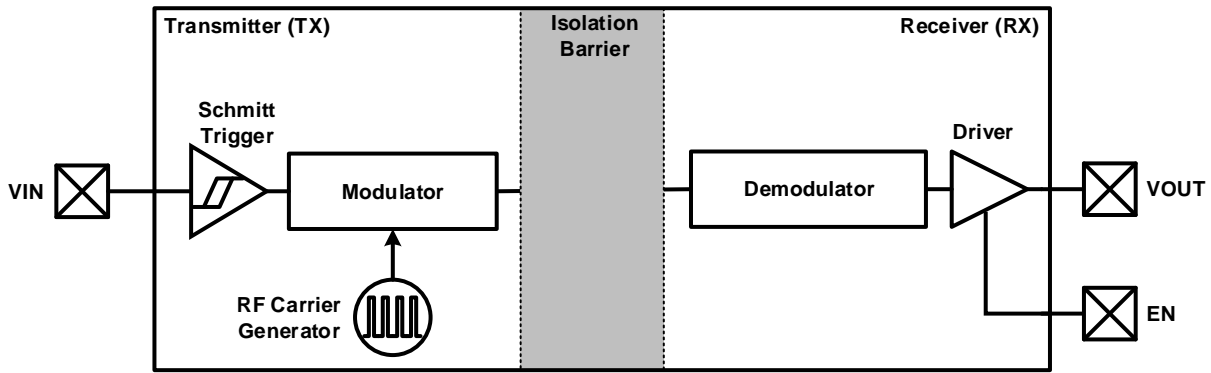 Transmitter (TX)
Isolation
Barrier
Receiver (RX)
Schmitt
Trigger
Driver
VIN
Modulator
Demodulator
VOUT
RF Carrier
Generator
EN